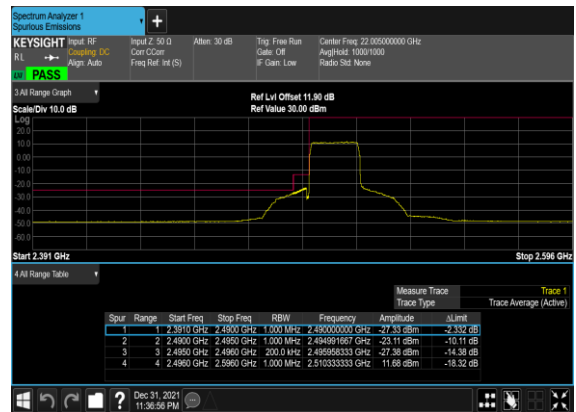 Spectrum Analyzer 1
Spurious Emissions
KEYSIGHT Input: RF Input Z: 50 Ω Atten: 30 dB Trig: Free Run Center Freq: 22.005000000 GHz
RL Coupling: DC Corr CCorr Gate: Off Avg|Hold: 1000/1000
Align: Auto Freq Ref: Int (S) IF Gain: Low Radio Std: None
LW PASS
3 All Range Graph
Ref Lvl Offset 11.90 dB
Scale/Div 10.0 dB Ref Value 30.00 dBm
Log
20.0
10.0
0.00
-10.0
-20.0
-30.0
-40.0
-50.0
-60.0
Start 2.391 GHz Stop 2.596 GHz
4 All Range Table
Measure Trace Trace 1
Trace Type Trace Average (Active)
Spur Range Start Freq Stop Freq RBW Frequency Amplitude ΔLimit
1 1 2.3910 GHz 2.4900 GHz 1.000 MHz 2.490000000 GHz -27.33 dBm -2.332 dB
2 2 2.4900 GHz 2.4950 GHz 1.000 MHz 2.494991667 GHz -23.11 dBm -10.11 dB
3 3 2.4950 GHz 2.4960 GHz 200.0 kHz 2.495958333 GHz -27.38 dBm -14.38 dB
4 4 2.4960 GHz 2.5960 GHz 1.000 MHz 2.510333333 GHz 11.68 dBm -18.32 dB
? Dec 31, 2021
11:36:56 PM